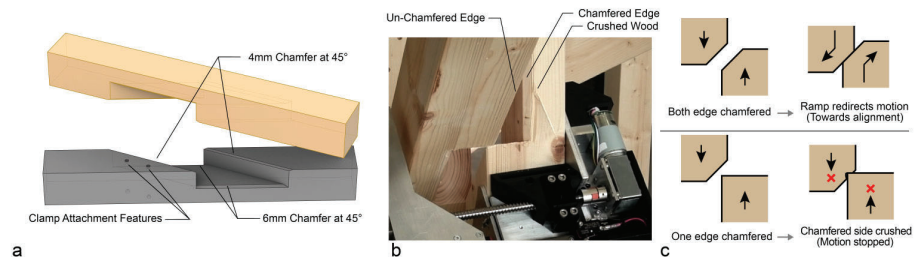 4mm Chamfer at 45°
Clamp Attachment Features
6mm Chamfer at 45°
a
Un-Chamfered Edge
Chamfered Edge
Crushed Wood
b
c
Both edge chamfered
Ramp redirects motion
(Towards alignment)
One edge chamfered
Chamfered side crushed
(Motion stopped)